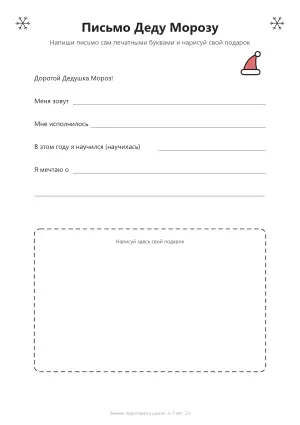 Письмо Деду Морозу
Напиши письмо сам печатными буквами и нарисуй свой подарок
Дорогой Дедушка Мороз!
Меня зовут
Мне исполнилось
В этом году я научился (научилась)
Я мечтаю о
Нарисуй здесь свой подарок